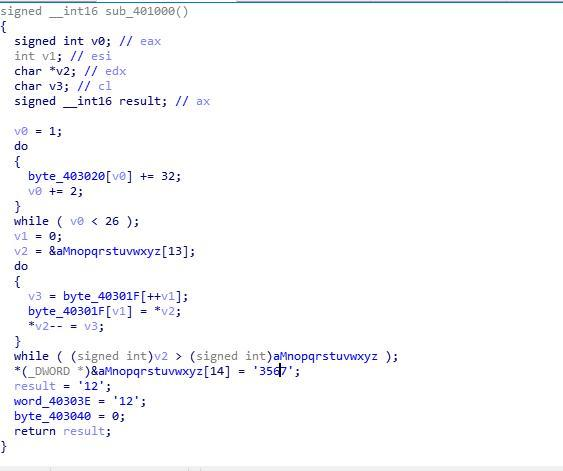 signed __int16 sub_401000()
{
  signed int v0; // eax
  int v1; // esi
  char *v2; // edx
  char v3; // cl
  signed __int16 result; // ax

  v0 = 1;
  do
  {
    byte_403020[v0] += 32;
    v0 += 2;
  }
  while ( v0 < 26 );
  v1 = 0;
  v2 = &aMnopqrstuvwxyz[13];
  do
  {
    v3 = byte_40301F[++v1];
    byte_40301F[v1] = *v2;
    *v2-- = v3;
  }
  while ( (signed int)v2 > (signed int)aMnopqrstuvwxyz );
  *(_DWORD *)&aMnopqrstuvwxyz[14] = '3567';
  result = '12';
  word_40303E = '12';
  byte_403040 = 0;
  return result;
}